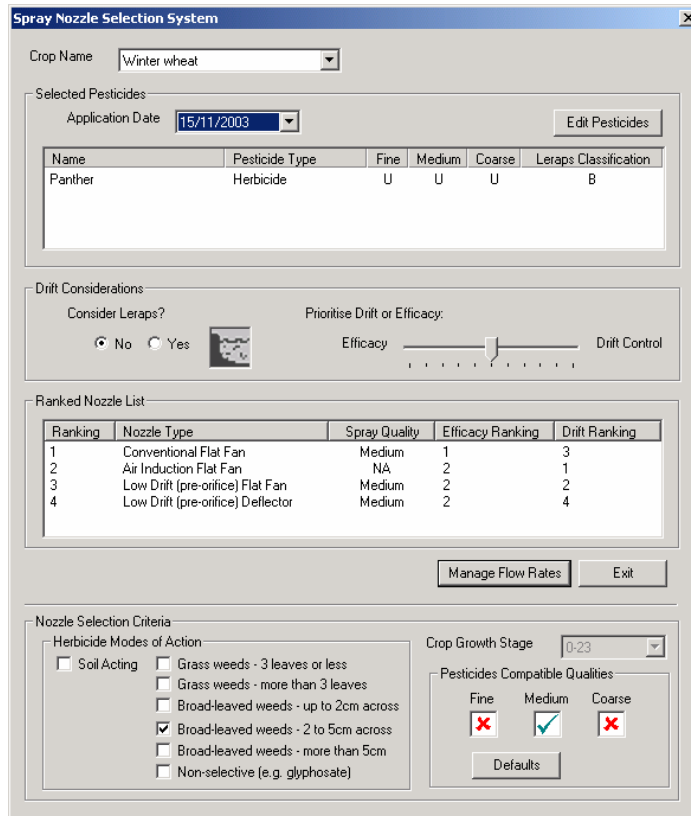 Spray Nozzle Selection System
Crop Name Winter wheat
Selected Pesticides
Application Date 15/11/2003 Edit Pesticides
Name Pesticide Type Fine Medium Coarse Leraps Classification
Panther Herbicide U U U B
Drift Considerations
Consider Leraps? Prioritise Drift or Efficacy:
No Yes Efficacy Drift Control
Ranked Nozzle List
Ranking Nozzle Type Spray Quality Efficacy Ranking Drift Ranking
1 Conventional Flat Fan Medium 1 3
2 Air Induction Flat Fan NA 2 1
3 Low Drift (pre-orifice) Flat Fan Medium 2 2
4 Low Drift (pre-orifice) Deflector Medium 2 4
Manage Flow Rates Exit
Nozzle Selection Criteria
Herbicide Modes of Action Crop Growth Stage 0-23
Soil Acting Grass weeds - 3 leaves or less
Grass weeds - more than 3 leaves Pesticides Compatible Qualities
Broad-leaved weeds - up to 2cm across Fine Medium Coarse
Broad-leaved weeds - 2 to 5cm across
Broad-leaved weeds - more than 5cm
Non-selective (e.g. glyphosate) Defaults